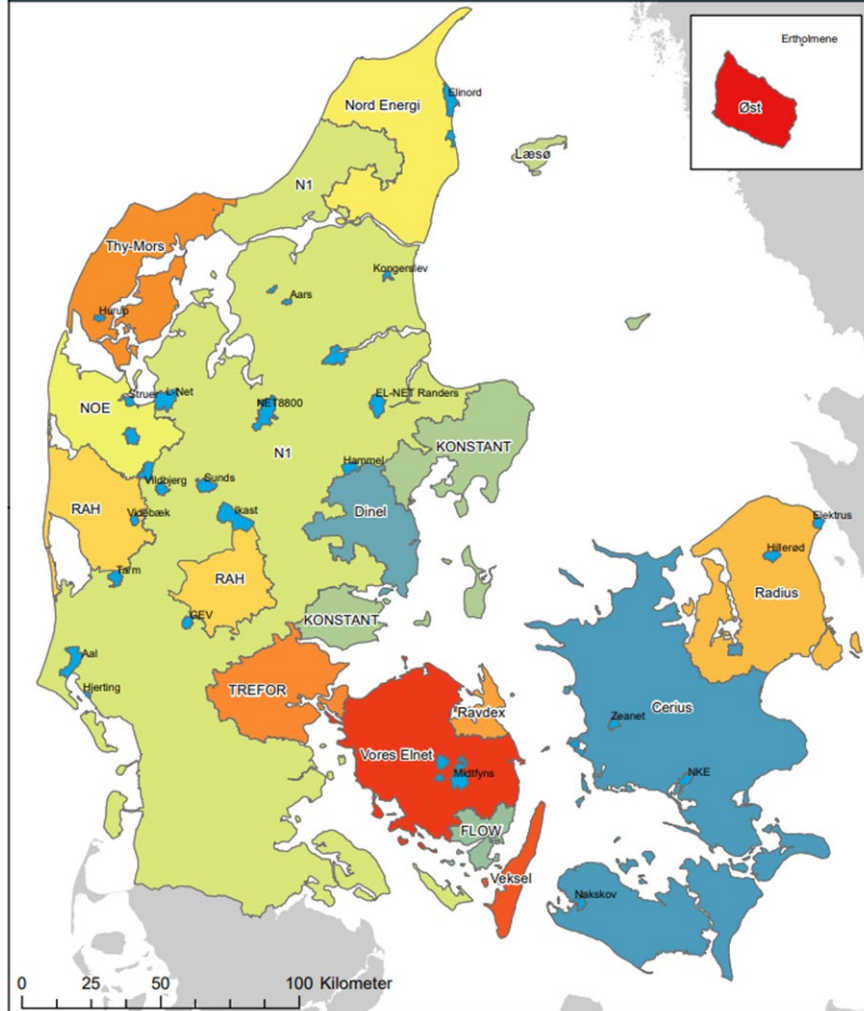 Ertholmene
Øst
Nord Energi
Elinord
Læsø
N1
Thy-Mors
Kongerslev
Aars
Hurup
Struer
L-Net
EL-NET Randers
NOE
NET8800
KONSTANT
N1
Hammel
Vildbjerg
Sunds
RAH
Videbæk
Ikast
Dinel
Elektrus
Hillerød
Tarm
RAH
Radius
GEV
KONSTANT
Aal
Hjerting
TREFOR
Ravdex
Cerius
Zeanet
Vores Elnet
Midtfyns
NKE
FLOW
Veksel
Nakskov
0 25 50 100 Kilometer